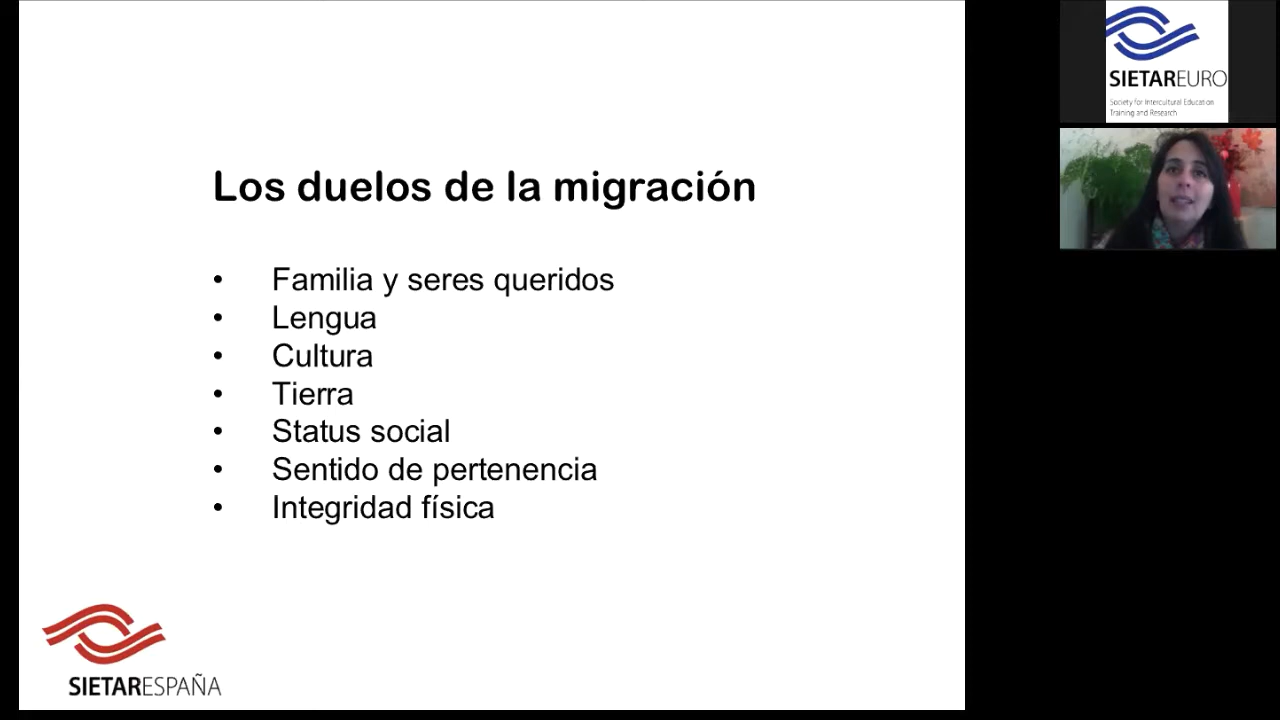 Los duelos de la migración
• Familia y seres queridos
• Lengua
• Cultura
• Tierra
• Status social
• Sentido de pertenencia
• Integridad física
SIETARESPAÑA
SIETAREURO
Society for Intercultural Education
Training and Research